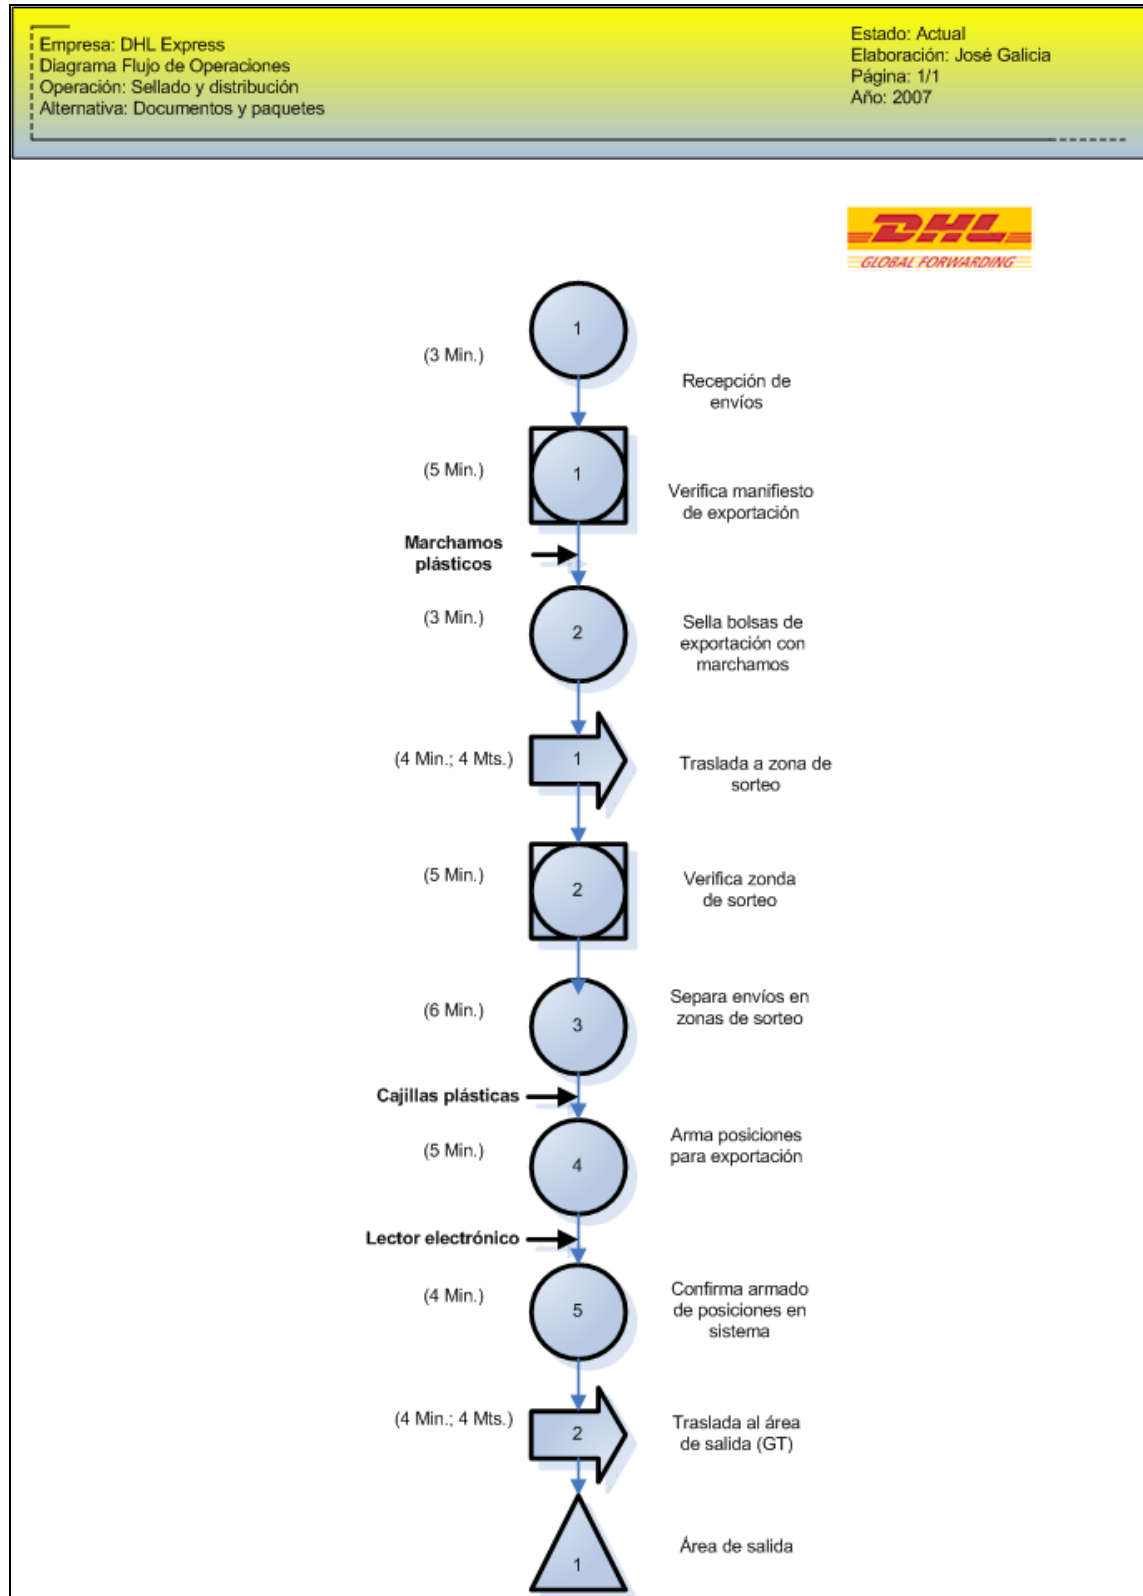 Empresa: DHL Express
Diagrama Flujo de Operaciones
Operación: Sellado y distribución
Alternativa: Documentos y paquetes
Estado: Actual
Elaboración: José Galicia
Página: 1/1
Año: 2007
DHL
GLOBAL FORWARDING
1
(3 Min.)
Recepción de
envíos
(5 Min.)
1
Verifica manifiesto
de exportación
Marchamos
plásticos
(3 Min.)
2
Sella bolsas de
exportación con
marchamos
(4 Min.; 4 Mts.)
1
Traslada a zona de
sorteo
(5 Min.)
2
Verifica zonda
de sorteo
(6 Min.)
3
Separa envíos en
zonas de sorteo
Cajillas plásticas
(5 Min.)
4
Arma posiciones
para exportación
Lector electrónico
(4 Min.)
5
Confirma armado
de posiciones en
sistema
(4 Min.; 4 Mts.)
2
Traslada al área
de salida (GT)
1
Área de salida